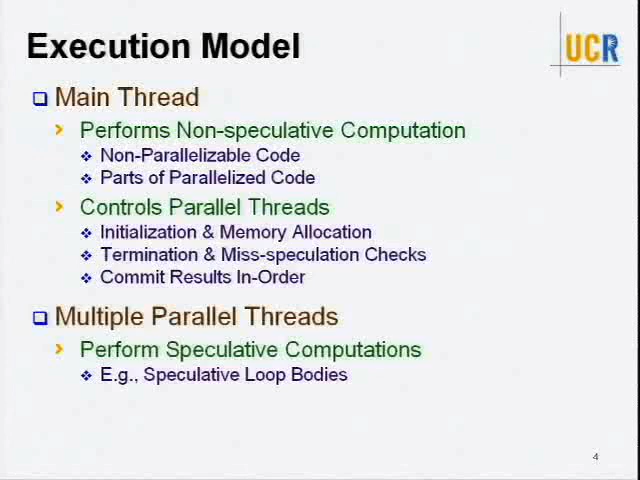 Execution Model
UCR
Main Thread
Performs Non-speculative Computation
Non-Parallelizable Code
Parts of Parallelized Code
Controls Parallel Threads
Initialization & Memory Allocation
Termination & Miss-speculation Checks
Commit Results In-Order
Multiple Parallel Threads
Perform Speculative Computations
E.g., Speculative Loop Bodies
4